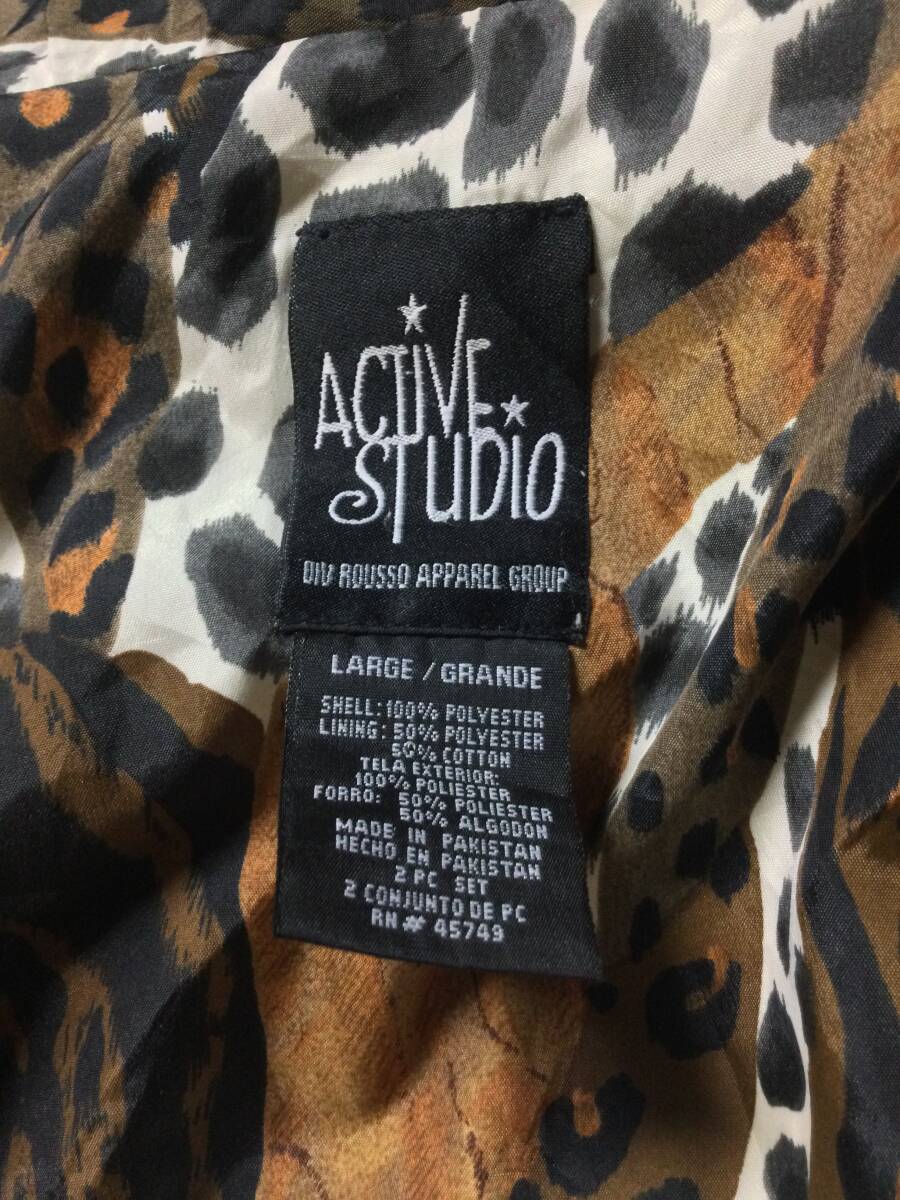 ACTIVE
STUDIO
DIV ROUSSO APPAREL GROUP
LARGE / GRANDE
SHELL: 100% POLYESTER
LINING: 50% POLYESTER
50% COTTON
TELA EXTERIOR:
100% POLIESTER
FORRO: 50% POLIESTER
50% ALGODON
MADE IN PAKISTAN
HECHO EN PAKISTAN
2 PC SET
2 CONJUNTO DE PC
RN# 45749